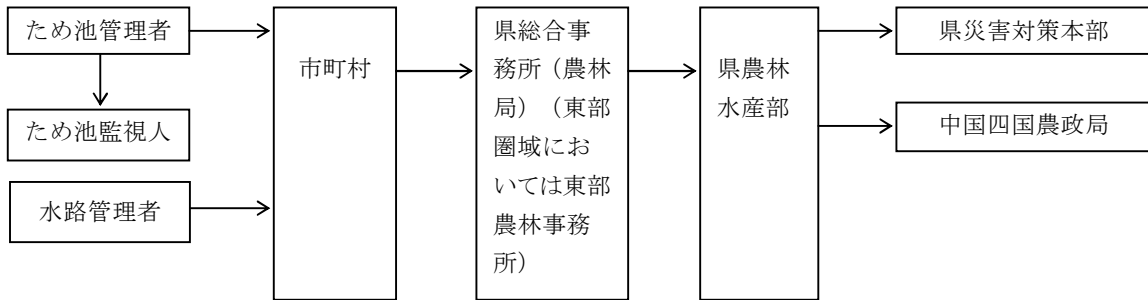 ため池管理者
ため池監視人
水路管理者
市町村
県総合事
務所（農林
局）（東部
圏域にお
いては東部
農林事務
所）
県農林
水産部
県災害対策本部
中国四国農政局